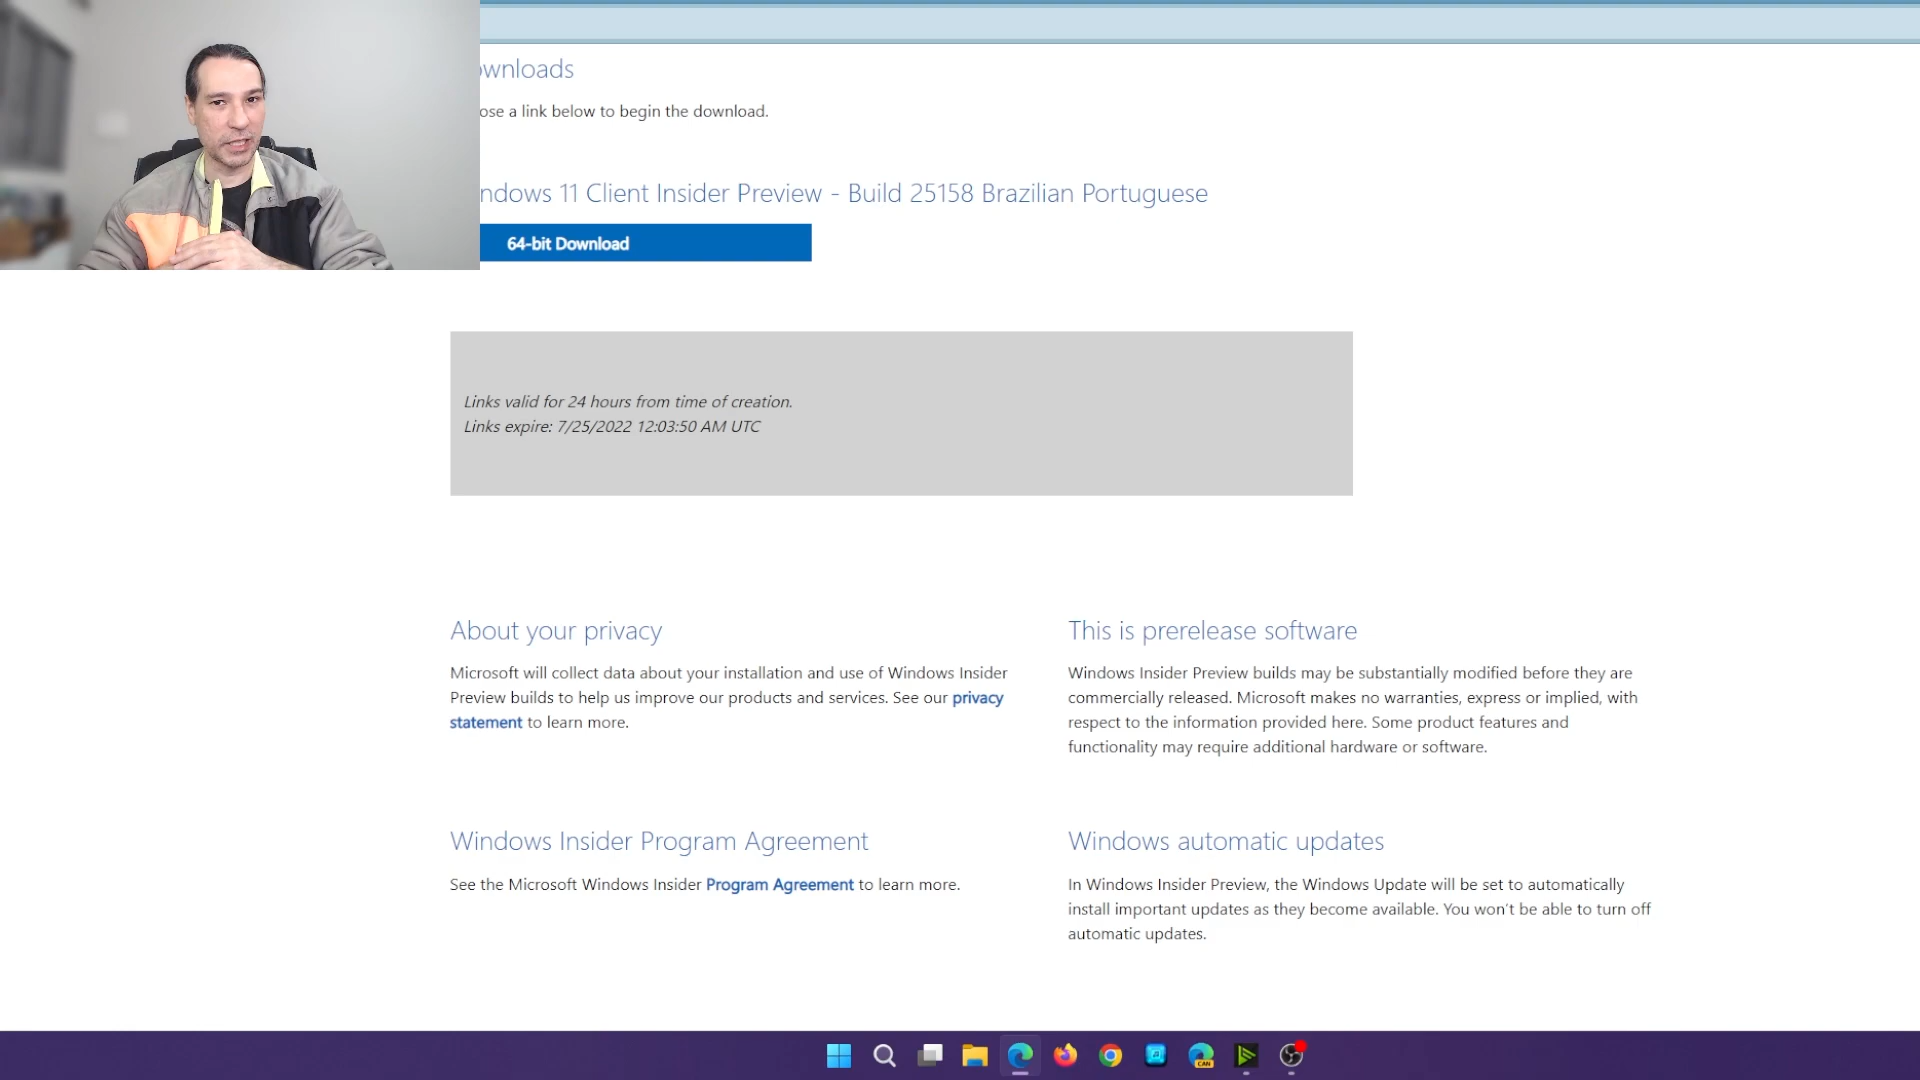 ownloads
ose a link below to begin the download.
ndows 11 Client Insider Preview - Build 25158 Brazilian Portuguese
64-bit Download
Links valid for 24 hours from time of creation.
Links expire: 7/25/2022 12:03:50 AM UTC
About your privacy
Microsoft will collect data about your installation and use of Windows Insider
Preview builds to help us improve our products and services. See our privacy
statement to learn more.
This is prerelease software
Windows Insider Preview builds may be substantially modified before they are
commercially released. Microsoft makes no warranties, express or implied, with
respect to the information provided here. Some product features and
functionality may require additional hardware or software.
Windows Insider Program Agreement
See the Microsoft Windows Insider Program Agreement to learn more.
Windows automatic updates
In Windows Insider Preview, the Windows Update will be set to automatically
install important updates as they become available. You won't be able to turn off
automatic updates.
CAN